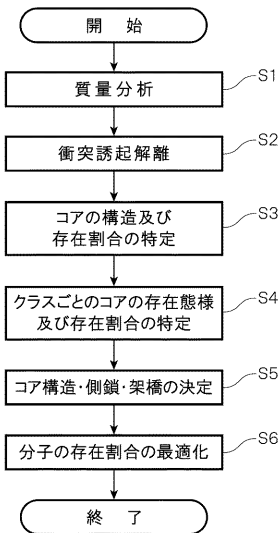 開 始
質量分析
S1
衝突誘起解離
S2
コアの構造及び
存在割合の特定
S3
クラスごとのコアの存在態様
及び存在割合の特定
S4
コア構造・側鎖・架橋の決定
S5
分子の存在割合の最適化
S6
終 了